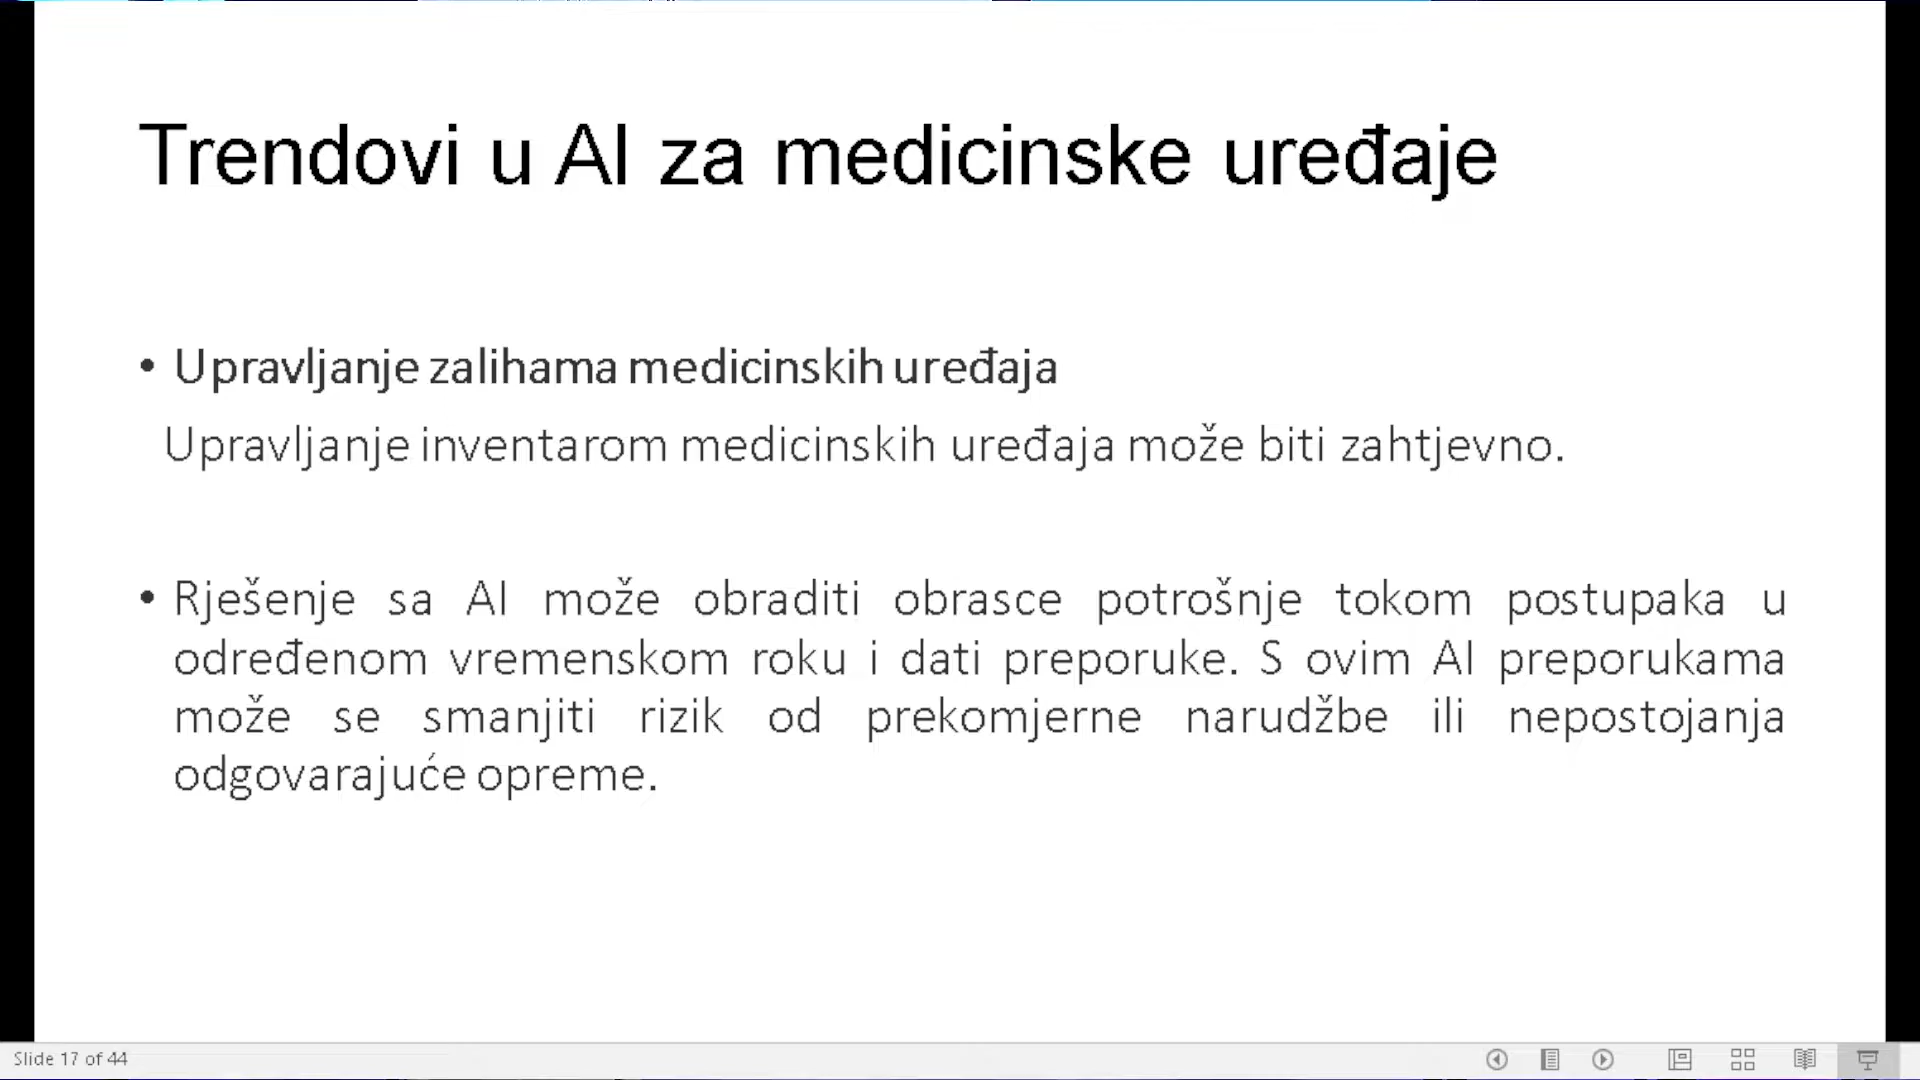 Trendovi u AI za medicinske uređaje
• Upravljanje zalihama medicinskih uređaja
Upravljanje inventarom medicinskih uređaja može biti zahtjevno.
• Rješenje sa AI može obraditi obrasce potrošnje tokom postupaka u
određenom vremenskom roku i dati preporuke. S ovim AI preporukama
može se smanjiti rizik od prekomjerne narudžbe ili nepostojanja
odgovarajuće opreme.
Slide 17 of 44